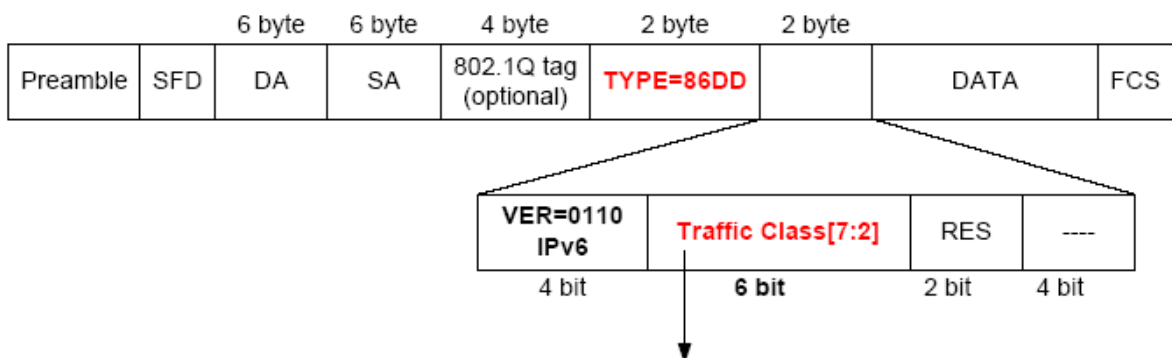 6 byte 6 byte 4 byte 2 byte 2 byte
Preamble SFD DA SA 802.1Q tag (optional) TYPE=86DD DATA FCS
VER=0110 IPv6 Traffic Class[7:2] RES ----
4 bit 6 bit 2 bit 4 bit